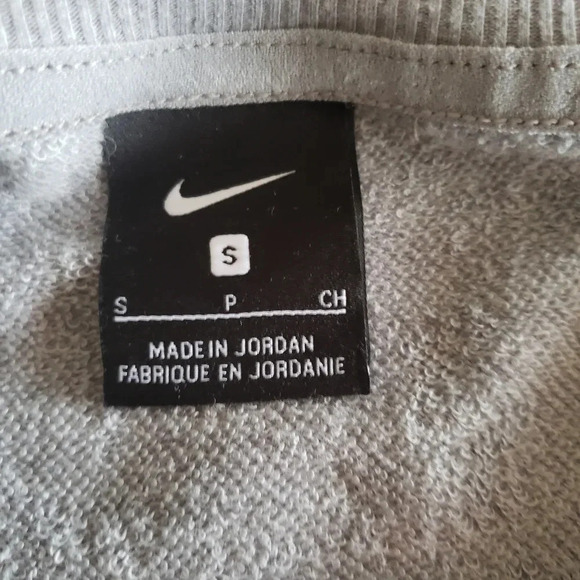 S
S P CH
MADE IN JORDAN
FABRIQUE EN JORDANIE